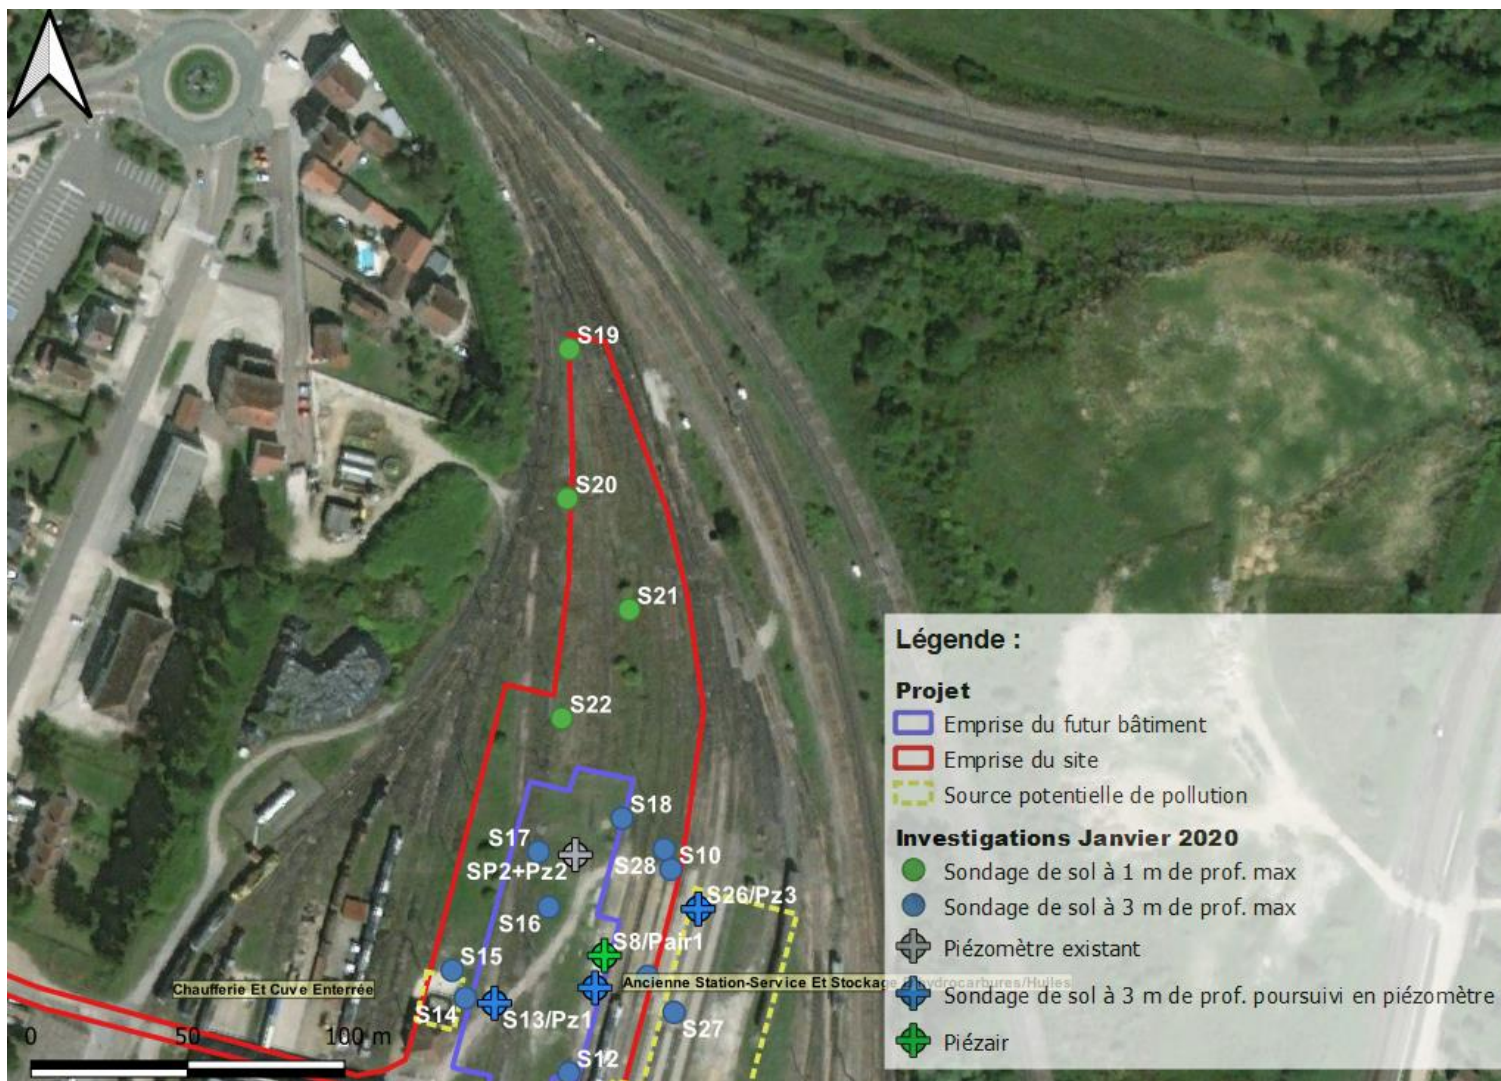 S19
S20
S21
S22
S18
S17
S10
S28
SP2+Pz2
S26/Pz3
S16
S8/Pair1
S15
Chaufferie Et Cuve Enterrée
Ancienne Station-Service Et Stockage D'hydrocarbures/Huiles
S14
S13/Pz1
S27
S12
0 50 100 m
Légende :
Projet
Emprise du futur bâtiment
Emprise du site
Source potentielle de pollution
Investigations Janvier 2020
Sondage de sol à 1 m de prof. max
Sondage de sol à 3 m de prof. max
Piézomètre existant
Sondage de sol à 3 m de prof. poursuivi en piézomètre
Piézair